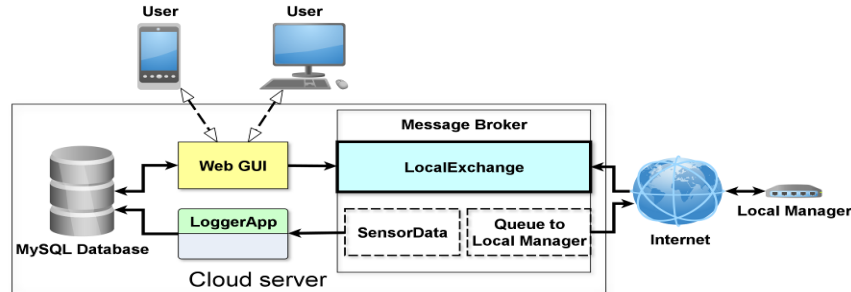 User
User
Message Broker
Web GUI
LocalExchange
LoggerApp
SensorData
Queue to
Local Manager
MySQL Database
Internet
Local Manager
Cloud server